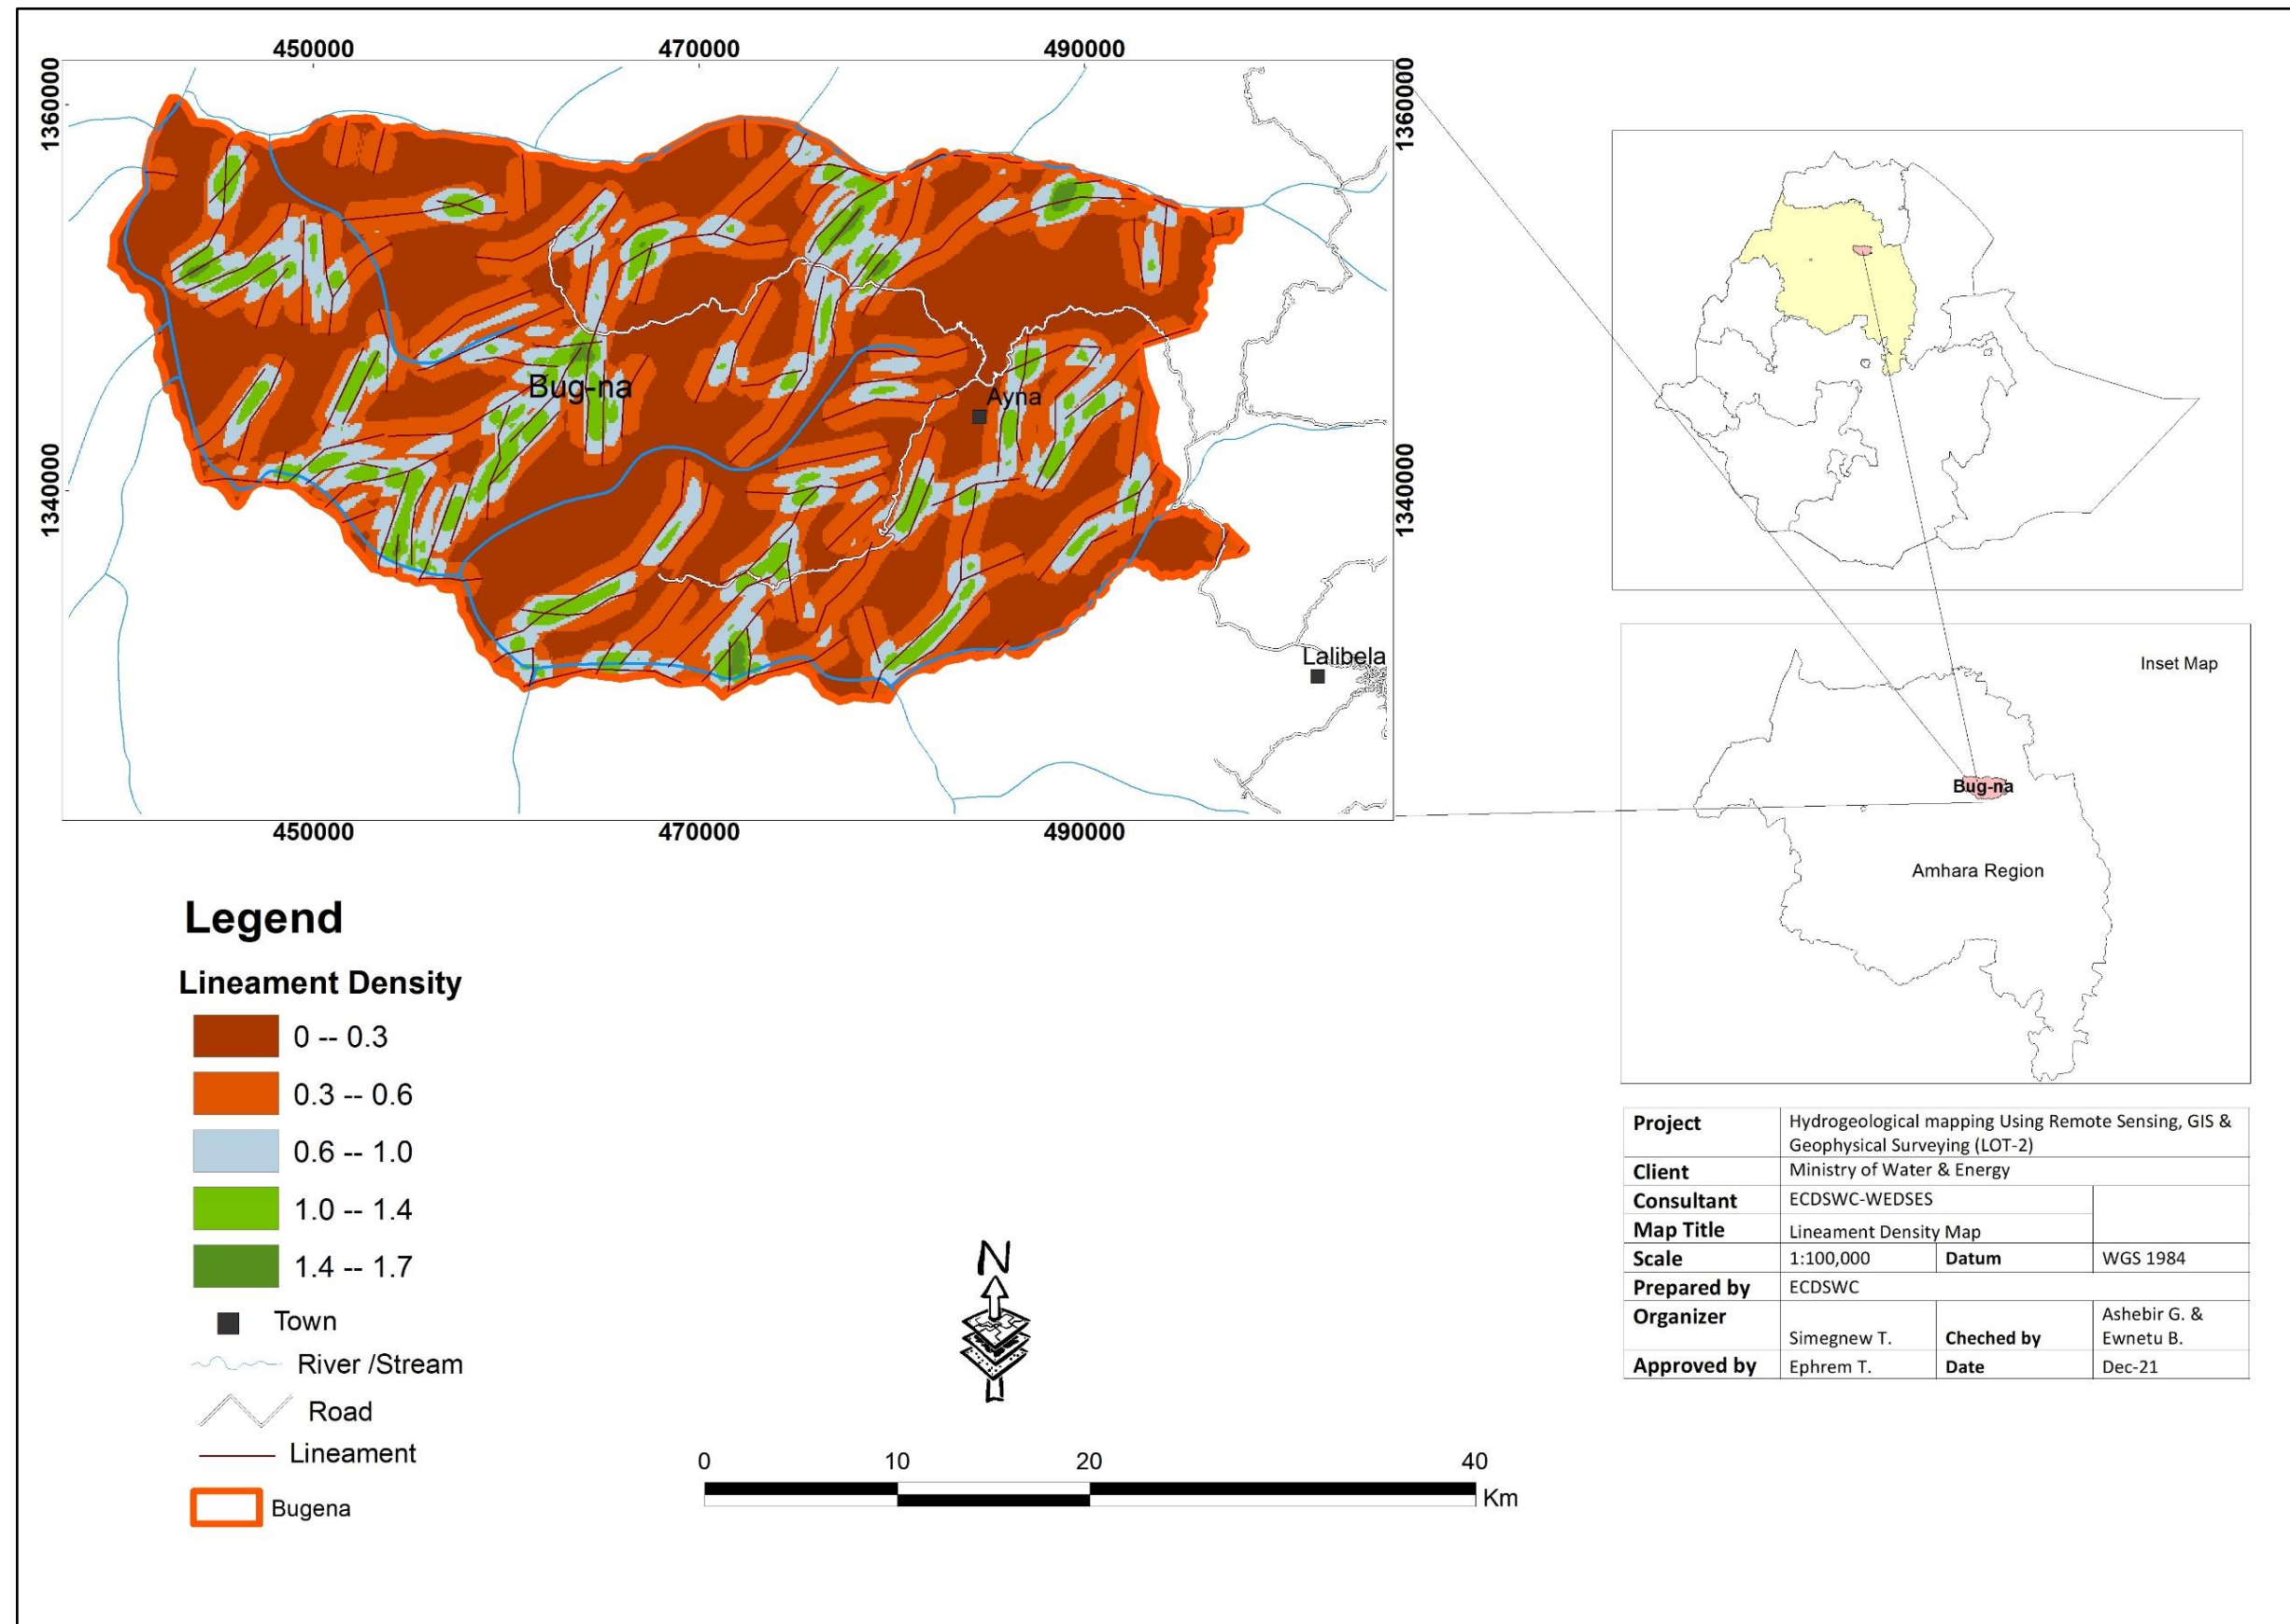 450000 470000 490000
1360000
1360000
1340000
1340000
Bug-na
Ayna
Lalibela
450000 470000 490000
Inset Map
Bug-na
Amhara Region
Legend
Lineament Density
0 -- 0.3
0.3 -- 0.6
0.6 -- 1.0
1.0 -- 1.4
1.4 -- 1.7
Town
River /Stream
Road
Lineament
Bugena
N
0 10 20 40
Km
Project Hydrogeological mapping Using Remote Sensing, GIS &
Geophysical Surveying (LOT-2)
Client Ministry of Water & Energy
Consultant ECDSWC-WEDSES
Map Title Lineament Density Map
Scale 1:100,000 Datum WGS 1984
Prepared by ECDSWC
Organizer Simegnew T. Cheched by Ashebir G. &
Ewnetu B.
Approved by Ephrem T. Date Dec-21